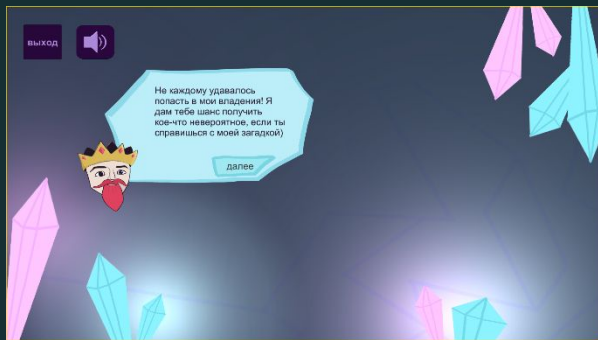 выход
Не каждому удавалось
попасть в мои владения! Я
дам тебе шанс получить
кое-что невероятное, если ты
справишься с моей загадкой)
далее